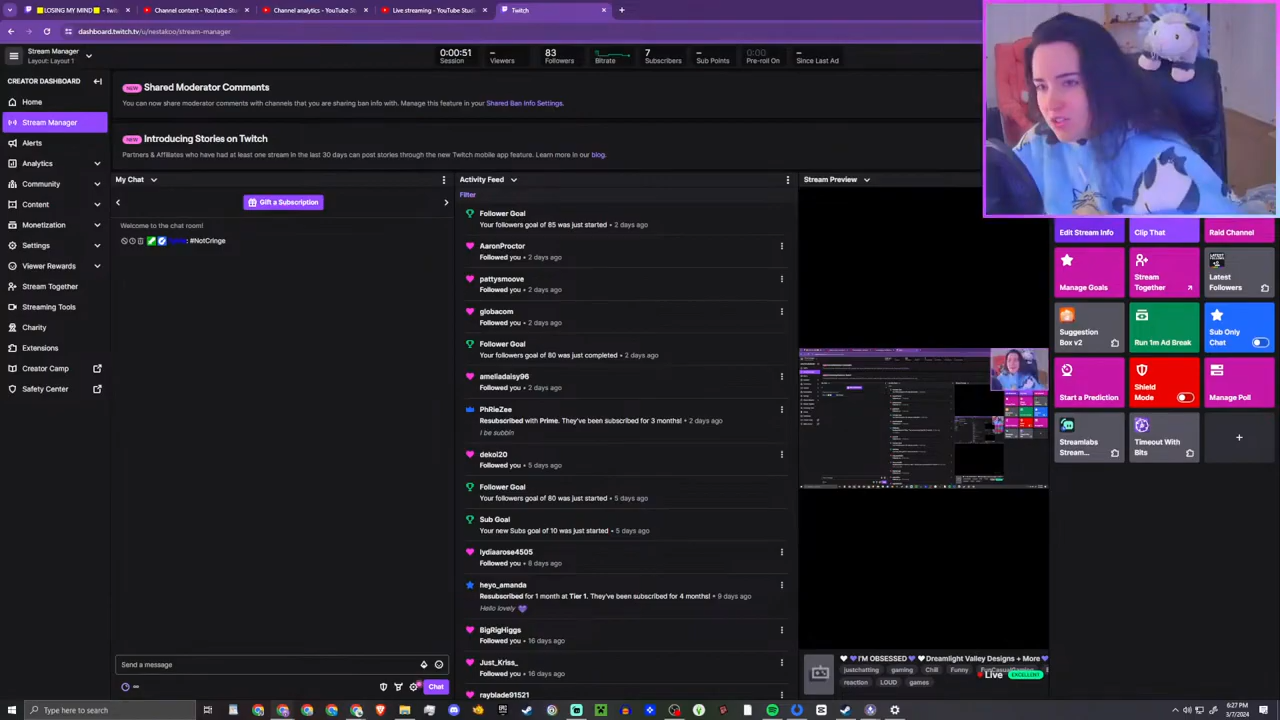 LOSING MY MIND
Channel content - YouTube Stu
Channel analytics - YouTube S
Live streaming - YouTube Stud
Twitch
dashboard.twitch.tv/u/nestakoo/stream-manager
Stream Manager
Layout: Layout 1
0:00:51
Session
–
Viewers
83
Followers
Bitrate
7
Subscribers
–
Sub Points
0:00
Pre-roll On
–
Since Last Ad
CREATOR DASHBOARD
Home
Stream Manager
Alerts
Analytics
Community
Content
Monetization
Settings
Viewer Rewards
Stream Together
Streaming Tools
Charity
Extensions
Creator Camp
Safety Center
NEW Shared Moderator Comments
You can now share moderator comments with channels that you are sharing ban info with. Manage this feature in your Shared Ban Info Settings.
NEW Introducing Stories on Twitch
Partners & Affiliates who have had at least one stream in the last 30 days can post stories through the new Twitch mobile app feature. Learn more in our blog.
My Chat
Gift a Subscription
Welcome to the chat room!
: #NotCringe
Send a message
Chat
Activity Feed
Filter
Follower Goal
Your followers goal of 85 was just started • 2 days ago
AaronProctor
Followed you • 2 days ago
pattysmoove
Followed you • 2 days ago
globacom
Followed you • 2 days ago
Follower Goal
Your followers goal of 80 was just completed • 2 days ago
ameliadaisy96
Followed you • 2 days ago
PhRieZee
Resubscribed with Prime. They've been subscribed for 3 months! • 2 days ago
I be subbin
dekoi20
Followed you • 5 days ago
Follower Goal
Your followers goal of 80 was just started • 5 days ago
Sub Goal
Your new Subs goal of 10 was just started • 5 days ago
lydiaarose4505
Followed you • 8 days ago
heyo_amanda
Resubscribed for 1 month at Tier 1. They've been subscribed for 4 months! • 9 days ago
Hello lovely
BigRigHiggs
Followed you • 16 days ago
Just_Kriss_
Followed you • 16 days ago
rayblade91521
Stream Preview
I'M OBSESSED Dreamlight Valley Designs + More
justchatting gaming Chill Funny
reaction LOUD games
Live EXCELLENT
Edit Stream Info
Clip That
Raid Channel
Manage Goals
Stream Together
Latest Followers
Suggestion Box v2
Run 1m Ad Break
Sub Only Chat
Start a Prediction
Shield Mode
Manage Poll
Streamlabs Stream...
Timeout With Bits
Type here to search
6:27 PM
3/7/2024